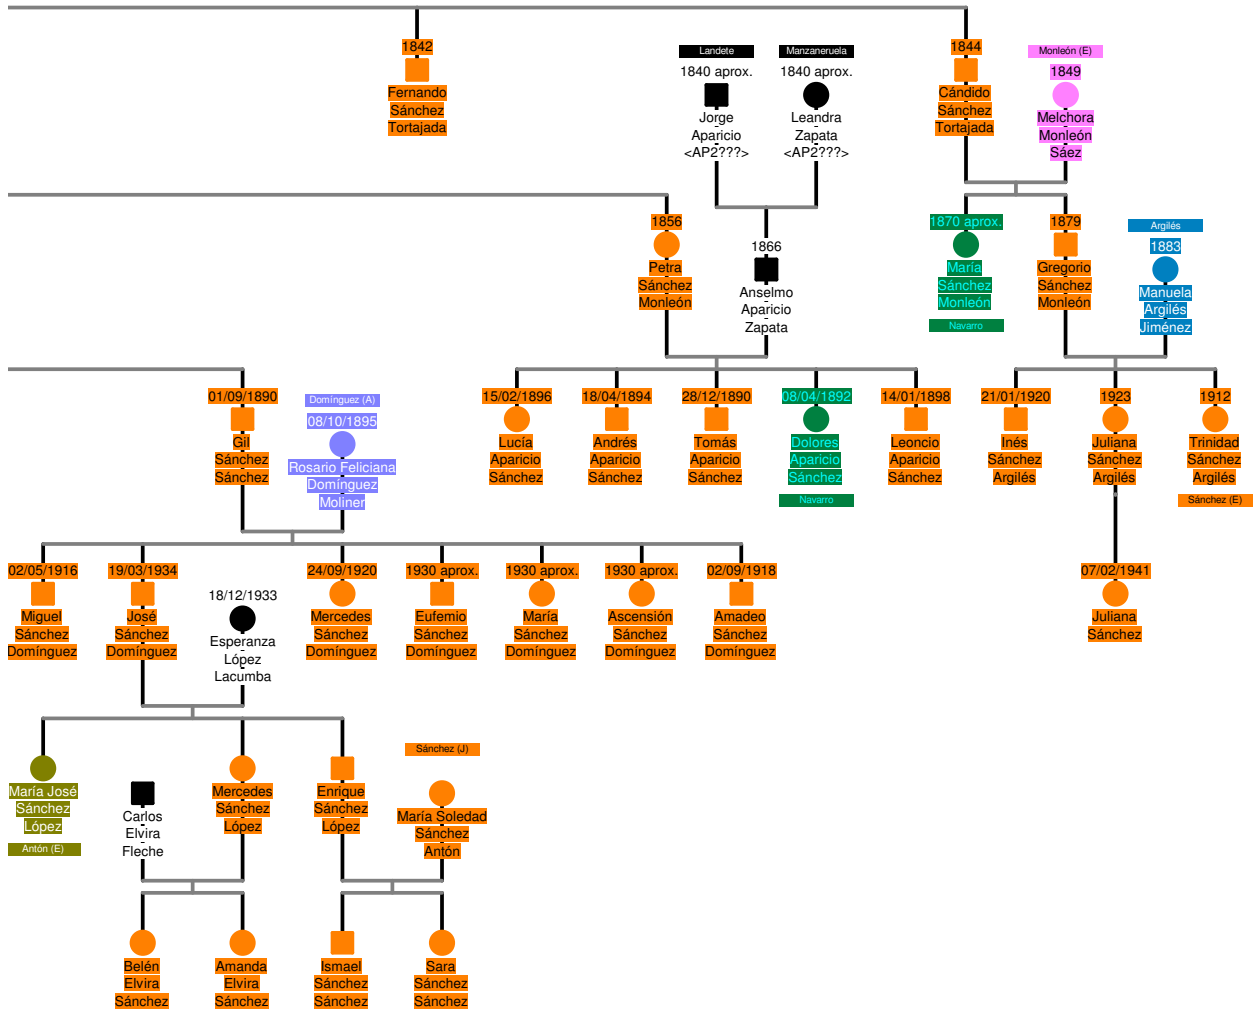 1842
Fernando
Sánchez
Tortajada
Landete
1840 aprox.
Jorge
Aparicio
<AP2???>
Manzaneruela
1840 aprox.
Leandra
Zapata
<AP2???>
1844
Cándido
Sánchez
Tortajada
Monleón (E)
1849
Melchora
Monleón
Sáez
1856
Petra
Sánchez
Monleón
1866
Anselmo
Aparicio
Zapata
1870 aprox.
María
Sánchez
Monleón
Navarro
1879
Gregorio
Sánchez
Monleón
Argilés
1883
Manuela
Argilés
Jiménez
01/09/1890
Gil
Sánchez
Sánchez
Domínguez (A)
08/10/1895
Rosario Feliciana
Domínguez
Moliner
15/02/1896
Lucía
Aparicio
Sánchez
18/04/1894
Andrés
Aparicio
Sánchez
28/12/1890
Tomás
Aparicio
Sánchez
08/04/1892
Dolores
Aparicio
Sánchez
Navarro
14/01/1898
Leoncio
Aparicio
Sánchez
21/01/1920
Inés
Sánchez
Argilés
1923
Juliana
Sánchez
Argilés
1912
Trinidad
Sánchez
Argilés
Sánchez (E)
02/05/1916
Miguel
Sánchez
Domínguez
19/03/1934
José
Sánchez
Domínguez
18/12/1933
Esperanza
López
Lacumba
24/09/1920
Mercedes
Sánchez
Domínguez
1930 aprox.
Eufemio
Sánchez
Domínguez
1930 aprox.
María
Sánchez
Domínguez
1930 aprox.
Ascensión
Sánchez
Domínguez
02/09/1918
Amadeo
Sánchez
Domínguez
07/02/1941
Juliana
Sánchez
María José
Sánchez
López
Antón (E)
Carlos
Elvira
Fleche
Mercedes
Sánchez
López
Enrique
Sánchez
López
Sánchez (J)
María Soledad
Sánchez
Antón
Belén
Elvira
Sánchez
Amanda
Elvira
Sánchez
Ismael
Sánchez
Sánchez
Sara
Sánchez
Sánchez